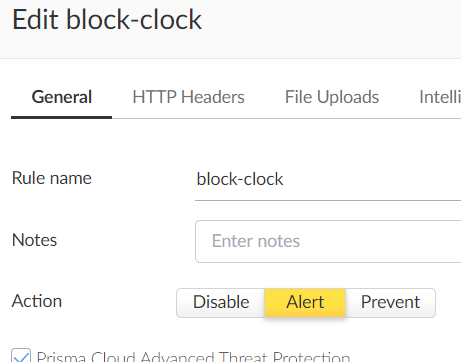 Edit block-clock
General HTTP Headers File Uploads Intelli
Rule name block-clock
Notes Enter notes
Action Disable Alert Prevent
Prisma Cloud Advanced Threat Protection